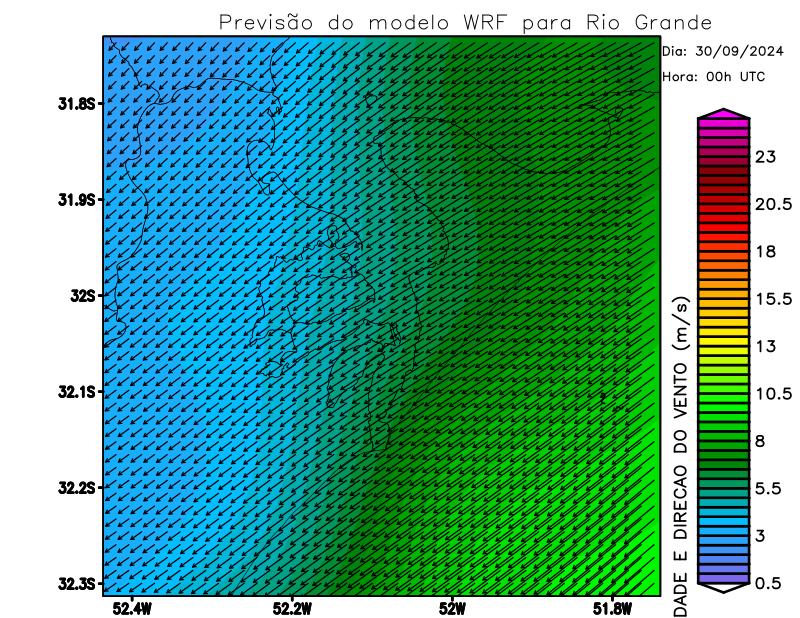 Previsão do modelo WRF para Rio Grande
Dia: 30/09/2024
Hora: 00h UTC
31.8S
31.9S
32S
32.1S
32.2S
32.3S
52.4W
52.2W
52W
51.8W
23
20.5
18
15.5
13
10.5
8
5.5
3
0.5
DADE E DIRECAO DO VENTO (m/s)